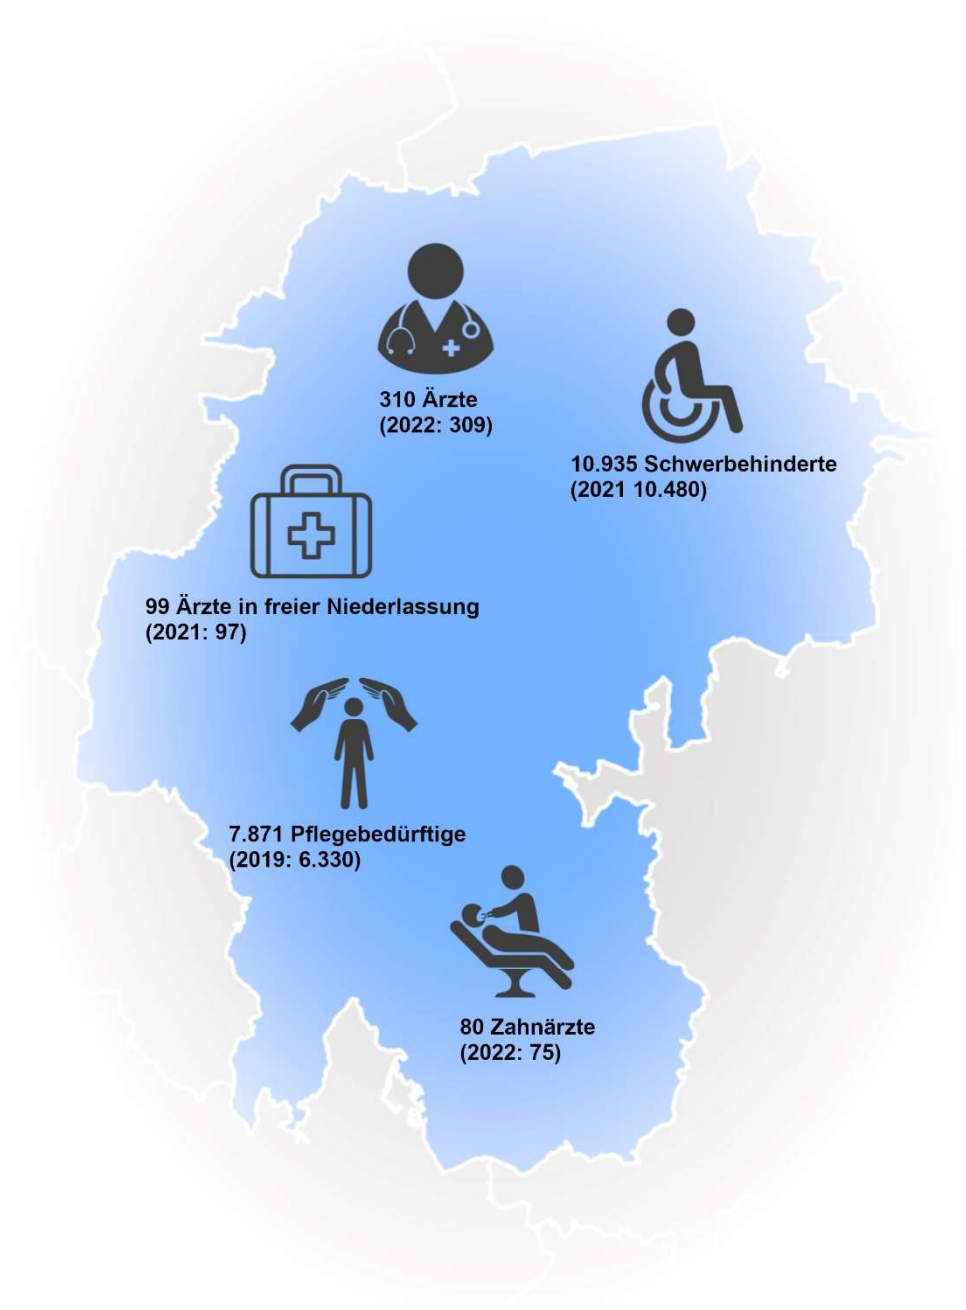 310 Ärzte
(2022: 309)
10.935 Schwerbehinderte
(2021 10.480)
99 Ärzte in freier Niederlassung
(2021: 97)
7.871 Pflegebedürftige
(2019: 6.330)
80 Zahnärzte
(2022: 75)